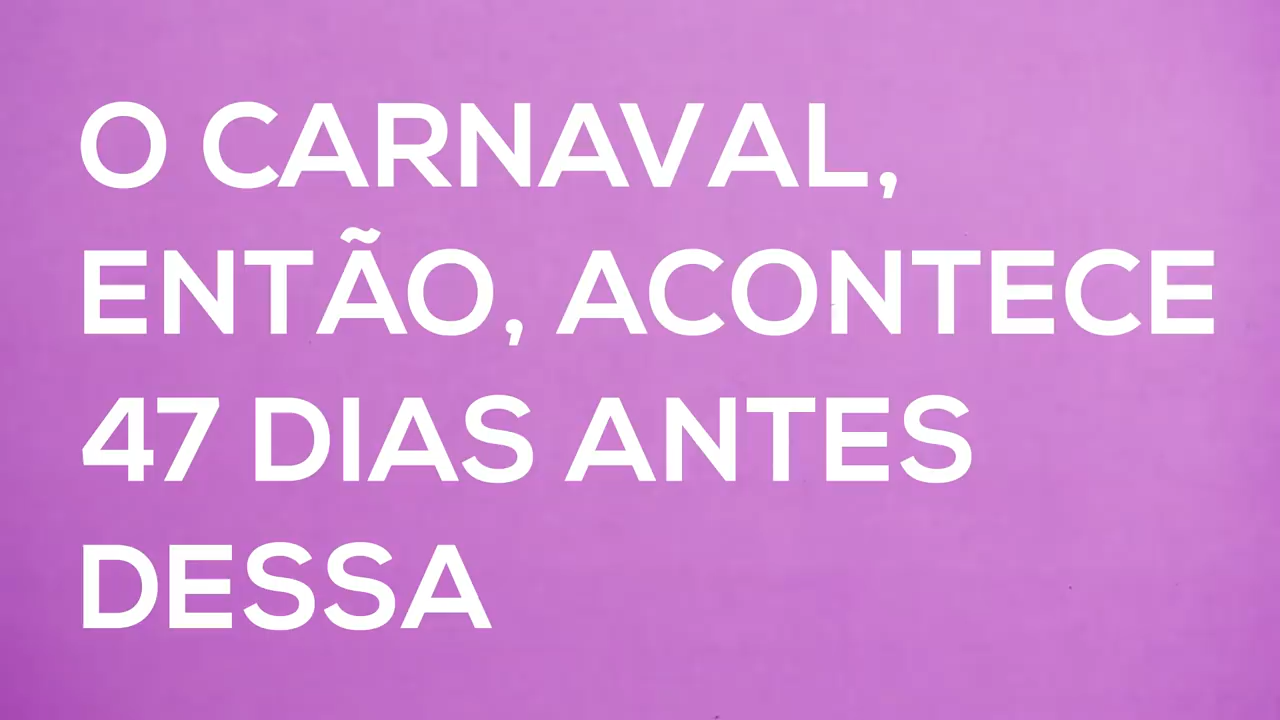 O CARNAVAL,
ENTÃO, ACONTECE
47 DIAS ANTES
DESSA